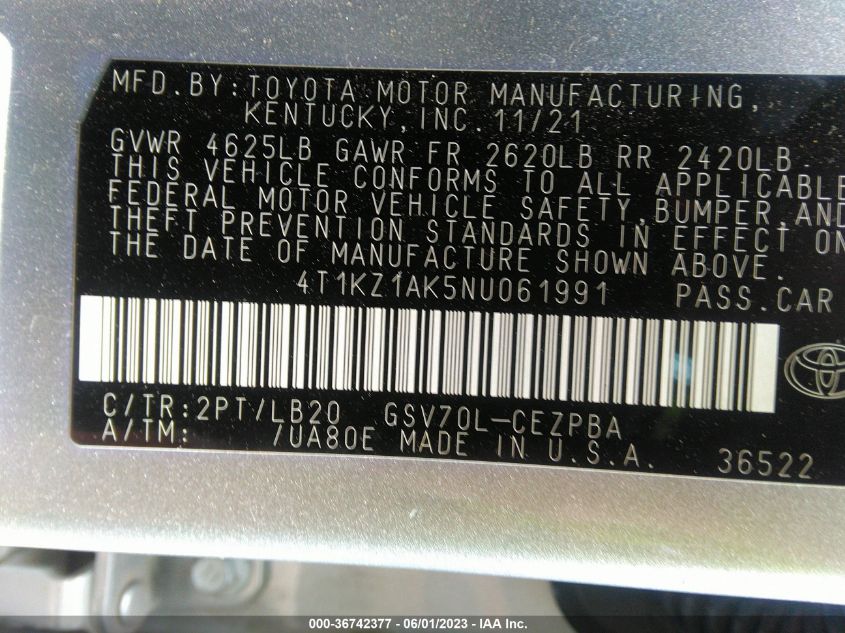 MFD.BY:TOYOTA MOTOR MANUFACTURING,
KENTUCKY,INC. 11/21
GVWR 4625LB GAWR FR 2620LB RR 2420LB
THIS VEHICLE CONFORMS TO ALL APPLICABLE
FEDERAL MOTOR VEHICLE SAFETY,BUMPER,AND
THEFT PREVENTION STANDARDS IN EFFECT ON
THE DATE OF MANUFACTURE SHOWN ABOVE.
4T1KZ1AK5NU061991 PASS.CAR
C/TR:2PT/LB20 GSV70L-CEZPBA
A/TM: /UA80E MADE IN U.S.A. 36522
000-36742377 - 06/01/2023 - IAA Inc.